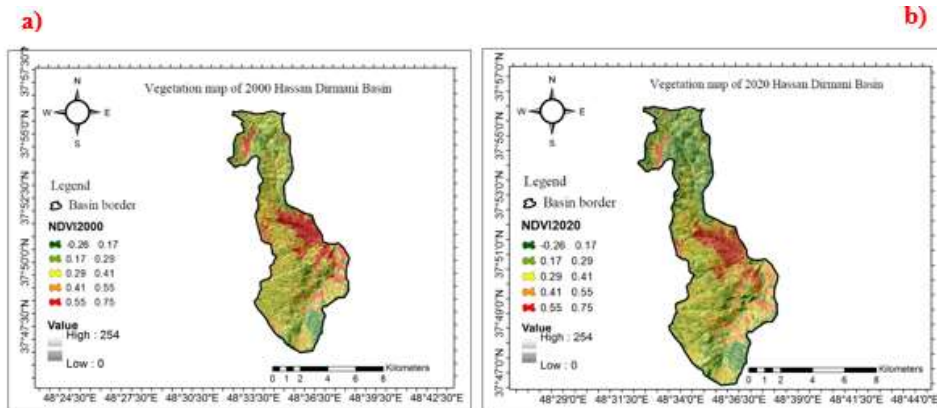 a)
b)
Vegetation map of 2000 Hassan Dirmani Basin
N
W
E
S
Legend
Basin border
NDVI2000
-0.26 0.17
0.17 0.29
0.29 0.41
0.41 0.55
0.55 0.75
Value
High : 254
Low : 0
0 1 2 4 6 8 Kilometers
37°57'30"N
37°55'0"N
37°52'30"N
37°50'0"N
37°47'30"N
48°24'0"E 48°27'0"E 48°30'0"E 48°33'0"E 48°36'0"E 48°39'0"E 48°42'0"E
Vegetation map of 2020 Hassan Dirmani Basin
N
W
E
S
Legend
Basin border
NDVI2020
-0.26 0.17
0.17 0.29
0.29 0.41
0.41 0.55
0.55 0.75
Value
High : 254
Low : 0
0 1 2 4 6 8 Kilometers
37°57'0"N
37°55'0"N
37°53'0"N
37°51'0"N
37°49'0"N
37°47'0"N
48°29'0"E 48°31'30"E 48°34'0"E 48°36'30"E 48°39'0"E 48°41'30"E 48°44'0"E